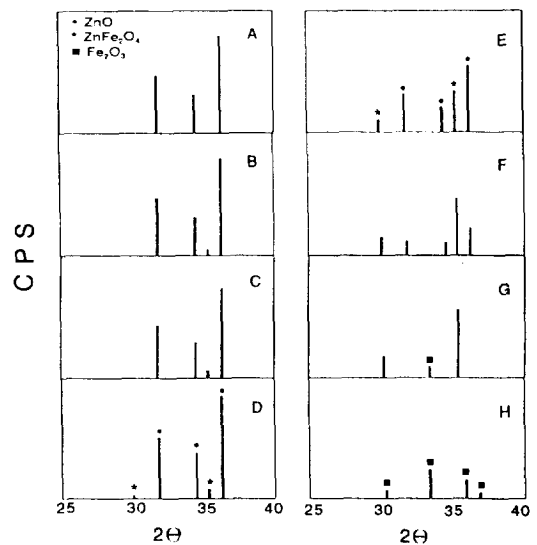 • ZnO
* ZnFe₂O₄
■ Fe₂O₃
A
B
C
D
E
F
G
H
CPS
25 30 35 40
2Θ
25 30 35 40
2Θ